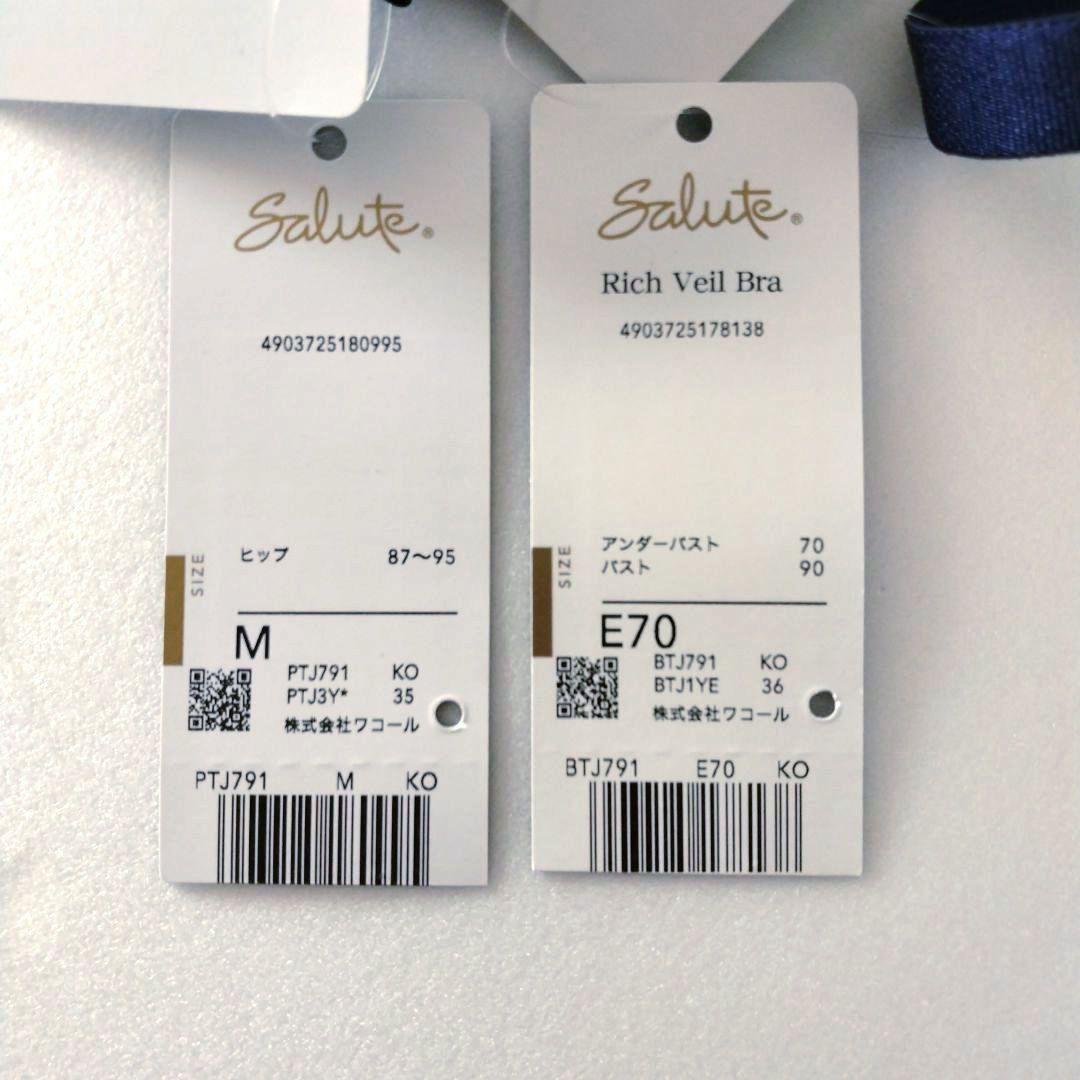 Salute®
4903725180995
SIZE
ヒップ 87〜95
M
PTJ791 KO
PTJ3Y* 35
株式会社ワコール
PTJ791 M KO
Salute®
Rich Veil Bra
4903725178138
SIZE
アンダーバスト 70
バスト 90
E70
BTJ791 KO
BTJ1YE 36
株式会社ワコール
BTJ791 E70 KO